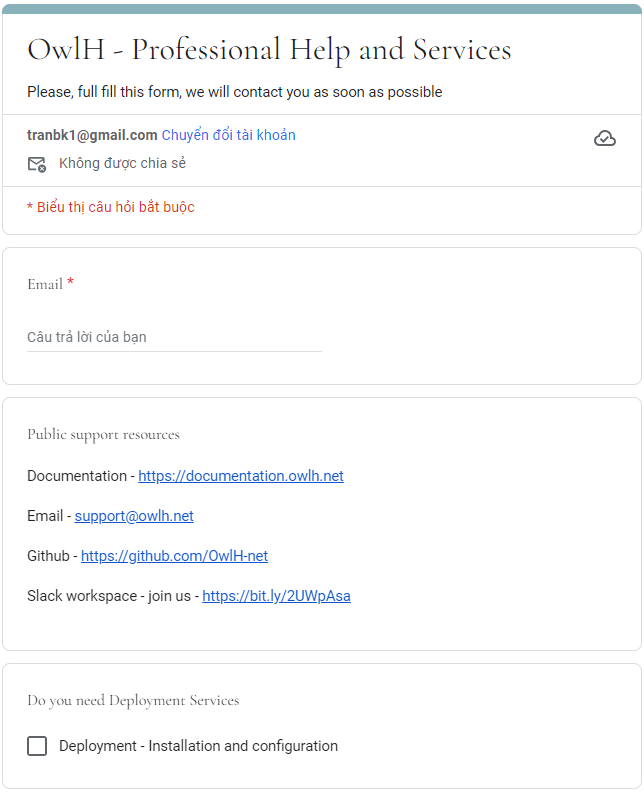 OwlH - Professional Help and Services
Please, full fill this form, we will contact you as soon as possible
tranbk1@gmail.com Chuyển đổi tài khoản
Không được chia sẻ
* Biểu thị câu hỏi bắt buộc
Email *
Câu trả lời của bạn
Public support resources
Documentation - https://documentation.owlh.net
Email - support@owlh.net
Github - https://github.com/OwlH-net
Slack workspace - join us - https://bit.ly/2UWpAsa
Do you need Deployment Services
Deployment - Installation and configuration